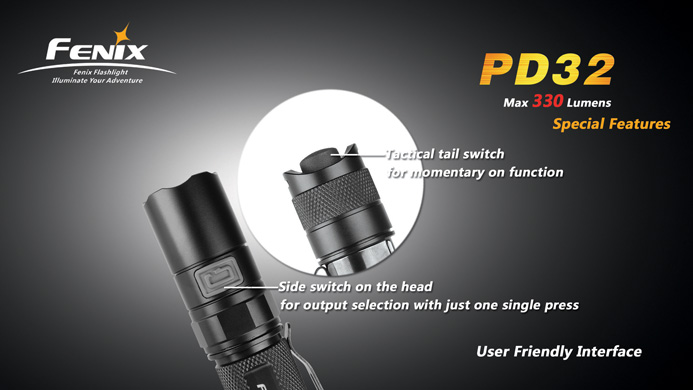 FENIX
Fenix Flashlight
Illuminate Your Adventure
PD32
Max 330 Lumens
Special Features
Tactical tail switch
for momentary on function
Side switch on the head
for output selection with just one single press
User Friendly Interface